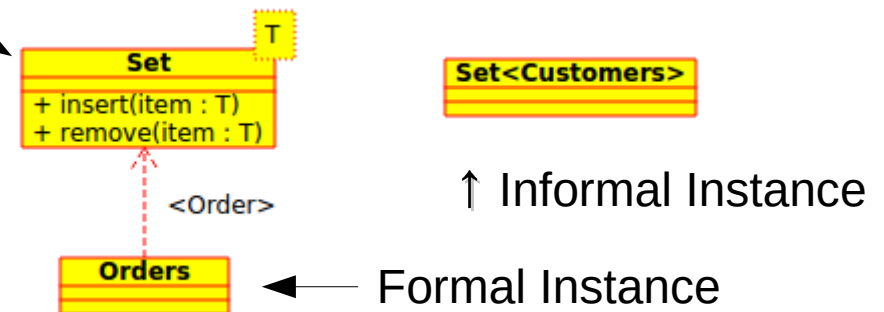 T
Set
+ insert(item : T)
+ remove(item : T)
Set<Customers>
↑ Informal Instance
<Order>
Orders
Formal Instance